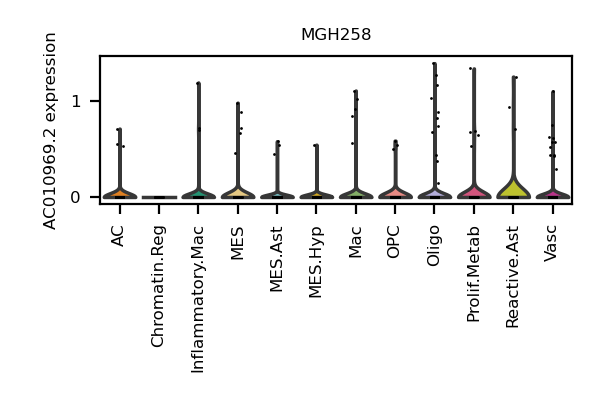 MGH258
AC010969.2 expression
1
0
AC
Chromatin.Reg
Inflammatory.Mac
MES
MES.Ast
MES.Hyp
Mac
OPC
Oligo
Prolif.Metab
Reactive.Ast
Vasc